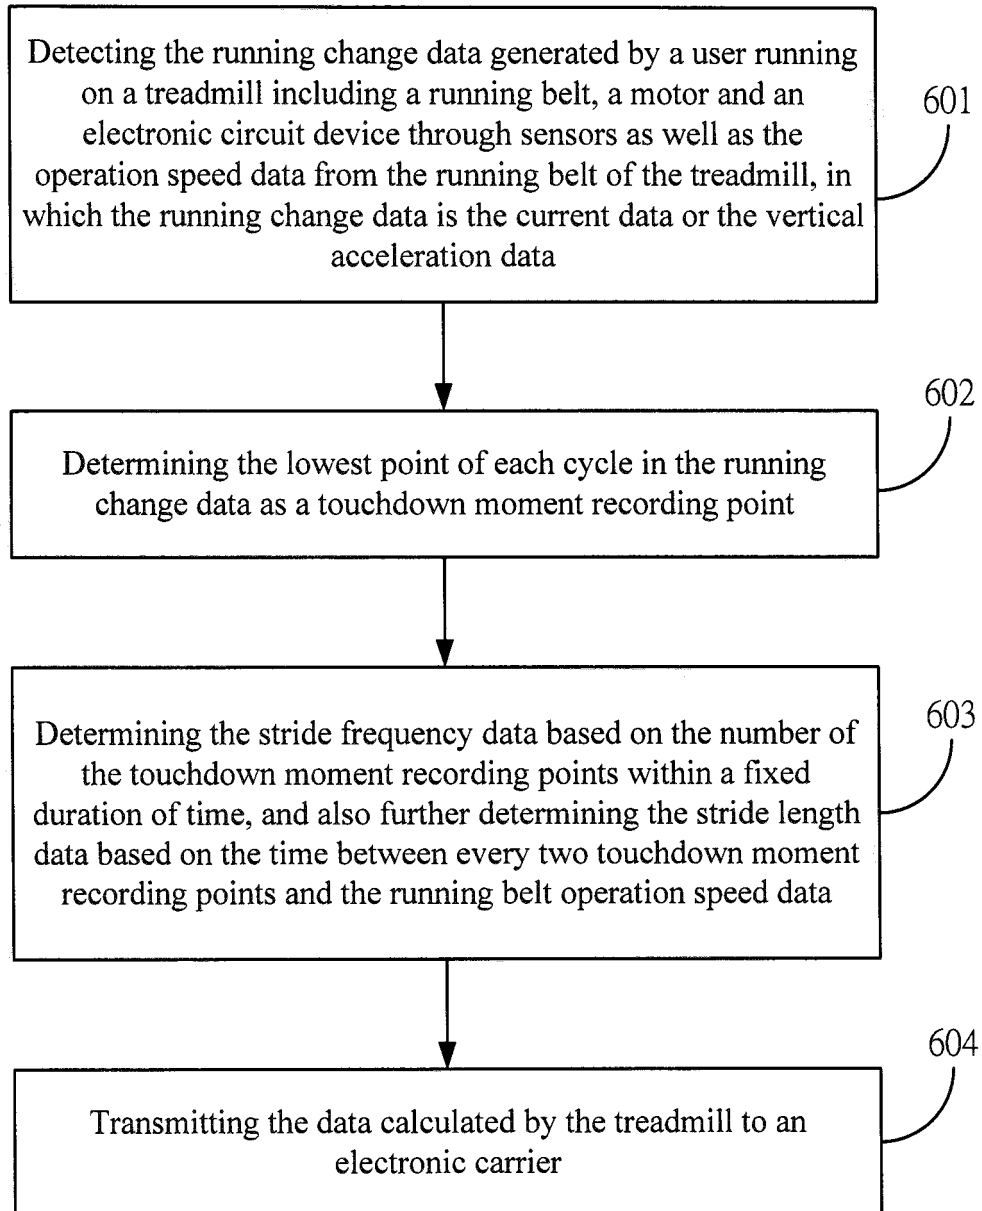 Detecting the running change data generated by a user running
on a treadmill including a running belt, a motor and an
electronic circuit device through sensors as well as the
operation speed data from the running belt of the treadmill, in
which the running change data is the current data or the vertical
acceleration data
601
Determining the lowest point of each cycle in the running
change data as a touchdown moment recording point
602
Determining the stride frequency data based on the number of
the touchdown moment recording points within a fixed
duration of time, and also further determining the stride length
data based on the time between every two touchdown moment
recording points and the running belt operation speed data
603
Transmitting the data calculated by the treadmill to an
electronic carrier
604